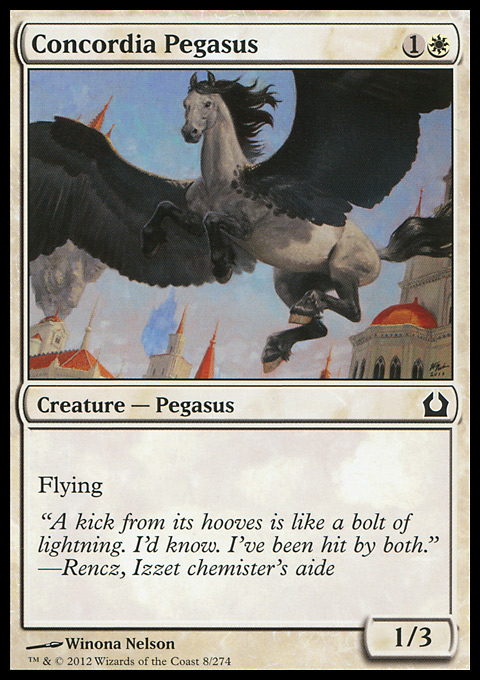 Concordia Pegasus 1
Creature — Pegasus
Flying
“A kick from its hooves is like a bolt of
lightning. I’d know. I’ve been hit by both.”
—Rencz, Izzet chemister’s aide
1/3
Winona Nelson
™ & © 2012 Wizards of the Coast 8/274